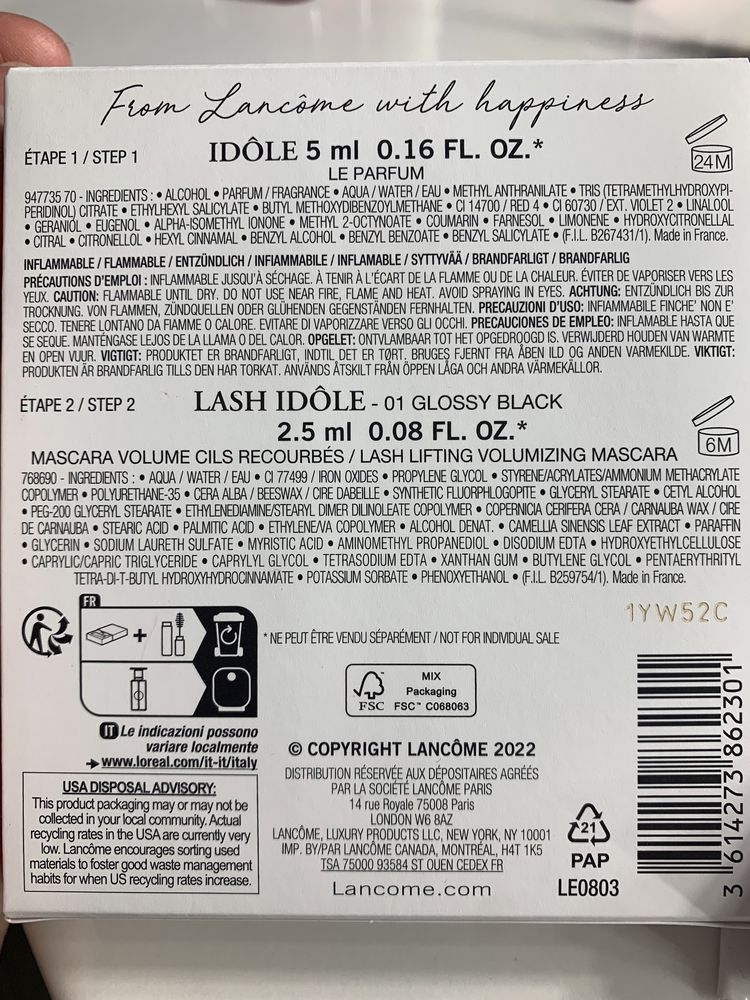 From Lancôme with happiness
ÉTAPE 1 / STEP 1
IDÔLE 5 ml 0.16 FL. OZ.*
LE PARFUM
24M
947735 70 - INGREDIENTS : • ALCOHOL • PARFUM / FRAGRANCE • AQUA / WATER / EAU • METHYL ANTHRANILATE • TRIS (TETRAMETHYLHYDROXYPI-
PERIDINOL) CITRATE • ETHYLHEXYL SALICYLATE • BUTYL METHOXYDIBENZOYLMETHANE • CI 14700 / RED 4 • CI 60730 / EXT. VIOLET 2 • LINALOOL
• GERANIOL • EUGENOL • ALPHA-ISOMETHYL IONONE • METHYL 2-OCTYNOATE • COUMARIN • FARNESOL • LIMONENE • HYDROXYCITRONELLAL
• CITRAL • CITRONELLOL • HEXYL CINNAMAL • BENZYL ALCOHOL • BENZYL BENZOATE • BENZYL SALICYLATE • (F.I.L. B267431/1). Made in France.
INFLAMMABLE / FLAMMABLE / ENTZÜNDLICH / INFIAMMABILE / INFLAMABLE / SYTTYVÄÄ / BRANDFARLIGT / BRANDFARLIG
PRÉCAUTIONS D'EMPLOI : INFLAMMABLE JUSQU'À SÉCHAGE. À TENIR À L'ÉCART DE LA FLAMME OU DE LA CHALEUR. ÉVITER DE VAPORISER VERS LES
YEUX. CAUTION: FLAMMABLE UNTIL DRY. DO NOT USE NEAR FIRE, FLAME AND HEAT. AVOID SPRAYING IN EYES. ACHTUNG: ENTZÜNDLICH BIS ZUR
TROCKNUNG. VON FLAMMEN, ZÜNDQUELLEN ODER GLÜHENDEN GEGENSTÄNDEN FERNHALTEN. PRECAUZIONI D'USO: INFIAMMABILE FINCHE' NON E'
SECCO. TENERE LONTANO DA FIAMME O CALORE. EVITARE DI VAPORIZZARE VERSO GLI OCCHI. PRECAUCIONES DE EMPLEO: INFLAMABLE HASTA QUE
SE SEQUE. MANTÉNGASE LEJOS DE LA LLAMA O DEL CALOR. OPGELET: ONTVLAMBAAR TOT HET OPGEDROOGD IS. VERWIJDERD HOUDEN VAN WARMTE
EN OPEN VUUR. VIGTIGT: PRODUKTET ER BRANDFARLIGT, INDTIL DET ER TØRT. BRUGES FJERNT FRA ÅBEN ILD OG ANDEN VARMEKILDE. VIKTIGT:
PRODUKTEN ÄR BRANDFARLIG TILLS DEN HAR TORKAT. ANVÄNDS ÅTSKILT FRÅN ÖPPEN LÅGA OCH ANDRA VÄRMEKÄLLOR.
ÉTAPE 2 / STEP 2
LASH IDÔLE - 01 GLOSSY BLACK
2.5 ml 0.08 FL. OZ.*
6M
MASCARA VOLUME CILS RECOURBÉS / LASH LIFTING VOLUMIZING MASCARA
768690 - INGREDIENTS : • AQUA / WATER / EAU • CI 77499 / IRON OXIDES • PROPYLENE GLYCOL • STYRENE/ACRYLATES/AMMONIUM METHACRYLATE
COPOLYMER • POLYURETHANE-35 • CERA ALBA / BEESWAX / CIRE DABEILLE • SYNTHETIC FLUORPHLOGOPITE • GLYCERYL STEARATE • CETYL ALCOHOL
• PEG-200 GLYCERYL STEARATE • ETHYLENEDIAMINE/STEARYL DIMER DILINOLEATE COPOLYMER • COPERNICIA CERIFERA CERA / CARNAUBA WAX / CIRE
DE CARNAUBA • STEARIC ACID • PALMITIC ACID • ETHYLENE/VA COPOLYMER • ALCOHOL DENAT. • CAMELLIA SINENSIS LEAF EXTRACT • PARAFFIN
• GLYCERIN • SODIUM LAURETH SULFATE • MYRISTIC ACID • AMINOMETHYL PROPANEDIOL • DISODIUM EDTA • HYDROXYETHYLCELLULOSE
• CAPRYLIC/CAPRIC TRIGLYCERIDE • CAPRYLYL GLYCOL • TETRASODIUM EDTA • XANTHAN GUM • BUTYLENE GLYCOL • PENTAERYTHRITYL
TETRA-DI-T-BUTYL HYDROXYHYDROCINNAMATE • POTASSIUM SORBATE • PHENOXYETHANOL • (F.I.L. B259754/1). Made in France.
FR
+
1YW52C
* NE PEUT ÊTRE VENDU SÉPARÉMENT / NOT FOR INDIVIDUAL SALE
FSC
MIX
Packaging
FSC™ C068063
IT Le indicazioni possono
variare localmente
www.loreal.com/it-it/italy
USA DISPOSAL ADVISORY:
This product packaging may or may not be
collected in your local community. Actual
recycling rates in the USA are currently very
low. Lancôme encourages sorting used
materials to foster good waste management
habits for when US recycling rates increase.
© COPYRIGHT LANCÔME 2022
DISTRIBUTION RÉSERVÉE AUX DÉPOSITAIRES AGRÉÉS
PAR LA SOCIÉTÉ LANCÔME PARIS
14 rue Royale 75008 Paris
LONDON W6 8AZ
LANCÔME, LUXURY PRODUCTS LLC, NEW YORK, NY 10001
IMP. BY/PAR LANCÔME CANADA, MONTRÉAL, H4T 1K5
TSA 75000 93584 ST OUEN CEDEX FR
Lancome.com
21
PAP
LE0803
3 614273 862301